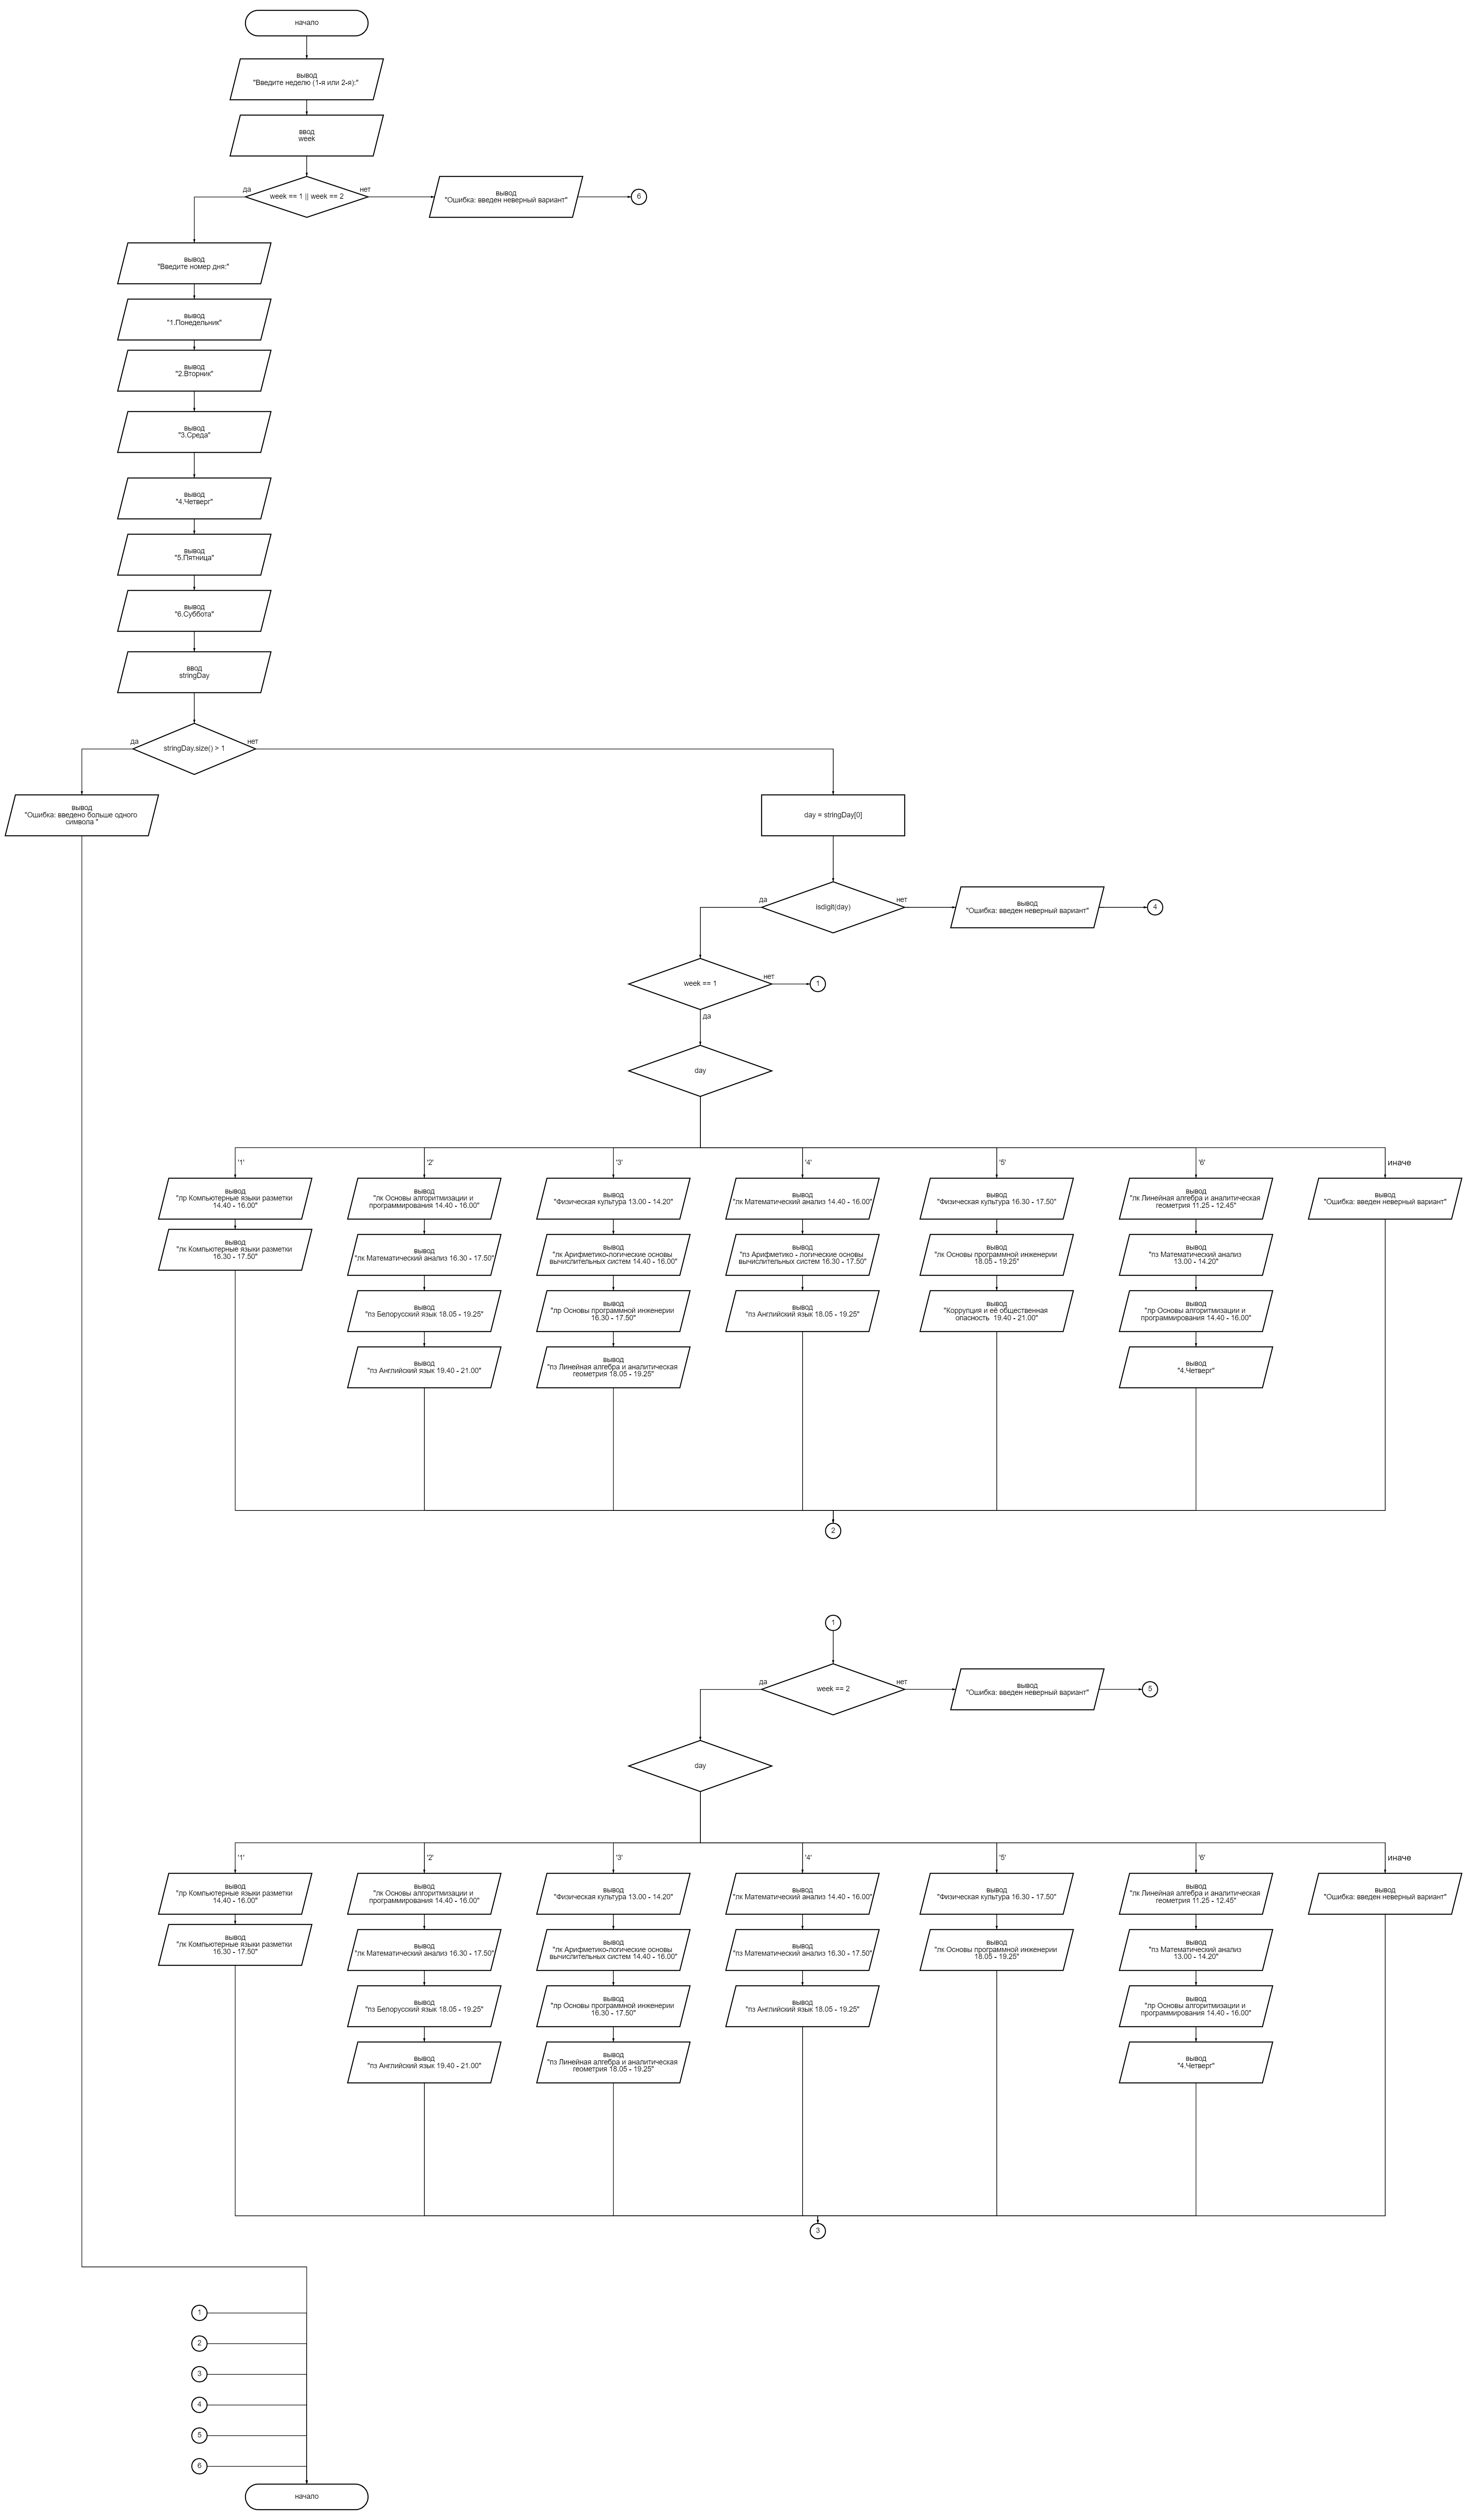 начало
вывод
"Введите неделю (1-я или 2-я):"
ввод
week
да
week == 1 || week == 2
нет
вывод
"Ошибка: введен неверный вариант"
6
вывод
"Введите номер дня:"
вывод
"1.Понедельник"
вывод
"2.Вторник"
вывод
"3.Среда"
вывод
"4.Четверг"
вывод
"5.Пятница"
вывод
"6.Суббота"
ввод
stringDay
да
stringDay.size() > 1
нет
вывод
"Ошибка: введено больше одного
символа "
day = stringDay[0]
да
isdigit(day)
нет
вывод
"Ошибка: введен неверный вариант"
4
week == 1
нет
1
да
day
'1'
вывод
"лр Компьютерные языки разметки
14.40 - 16.00"
вывод
"лк Компьютерные языки разметки
16.30 - 17.50"
'2'
вывод
"лк Основы алгоритмизации и
программирования 14.40 - 16.00"
вывод
"лк Математический анализ 16.30 - 17.50"
вывод
"пз Белорусский язык 18.05 - 19.25"
вывод
"пз Английский язык 19.40 - 21.00"
'3'
вывод
"Физическая культура 13.00 - 14.20"
вывод
"лк Арифметико-логические основы
вычислительных систем 14.40 - 16.00"
вывод
"лр Основы программной инженерии
16.30 - 17.50"
вывод
"пз Линейная алгебра и аналитическая
геометрия 18.05 - 19.25"
'4'
вывод
"лк Математический анализ 14.40 - 16.00"
вывод
"пз Арифметико - логические основы
вычислительных систем 16.30 - 17.50"
вывод
"пз Английский язык 18.05 - 19.25"
'5'
вывод
"Физическая культура 16.30 - 17.50"
вывод
"лк Основы программной инженерии
18.05 - 19.25"
вывод
"Коррупция и её общественная
опасность  19.40 - 21.00"
'6'
вывод
"лк Линейная алгебра и аналитическая
геометрия 11.25 - 12.45"
вывод
"пз Математический анализ
13.00 - 14.20"
вывод
"лр Основы алгоритмизации и
программирования 14.40 - 16.00"
вывод
"4.Четверг"
иначе
вывод
"Ошибка: введен неверный вариант"
2
1
да
week == 2
нет
вывод
"Ошибка: введен неверный вариант"
5
day
'1'
вывод
"лр Компьютерные языки разметки
14.40 - 16.00"
вывод
"лк Компьютерные языки разметки
16.30 - 17.50"
'2'
вывод
"лк Основы алгоритмизации и
программирования 14.40 - 16.00"
вывод
"лк Математический анализ 16.30 - 17.50"
вывод
"пз Белорусский язык 18.05 - 19.25"
вывод
"пз Английский язык 19.40 - 21.00"
'3'
вывод
"Физическая культура 13.00 - 14.20"
вывод
"лк Арифметико-логические основы
вычислительных систем 14.40 - 16.00"
вывод
"лр Основы программной инженерии
16.30 - 17.50"
вывод
"пз Линейная алгебра и аналитическая
геометрия 18.05 - 19.25"
'4'
вывод
"лк Математический анализ 14.40 - 16.00"
вывод
"пз Математический анализ 16.30 - 17.50"
вывод
"пз Английский язык 18.05 - 19.25"
'5'
вывод
"Физическая культура 16.30 - 17.50"
вывод
"лк Основы программной инженерии
18.05 - 19.25"
'6'
вывод
"лк Линейная алгебра и аналитическая
геометрия 11.25 - 12.45"
вывод
"пз Математический анализ
13.00 - 14.20"
вывод
"лр Основы алгоритмизации и
программирования 14.40 - 16.00"
вывод
"4.Четверг"
иначе
вывод
"Ошибка: введен неверный вариант"
3
1
2
3
4
5
6
начало